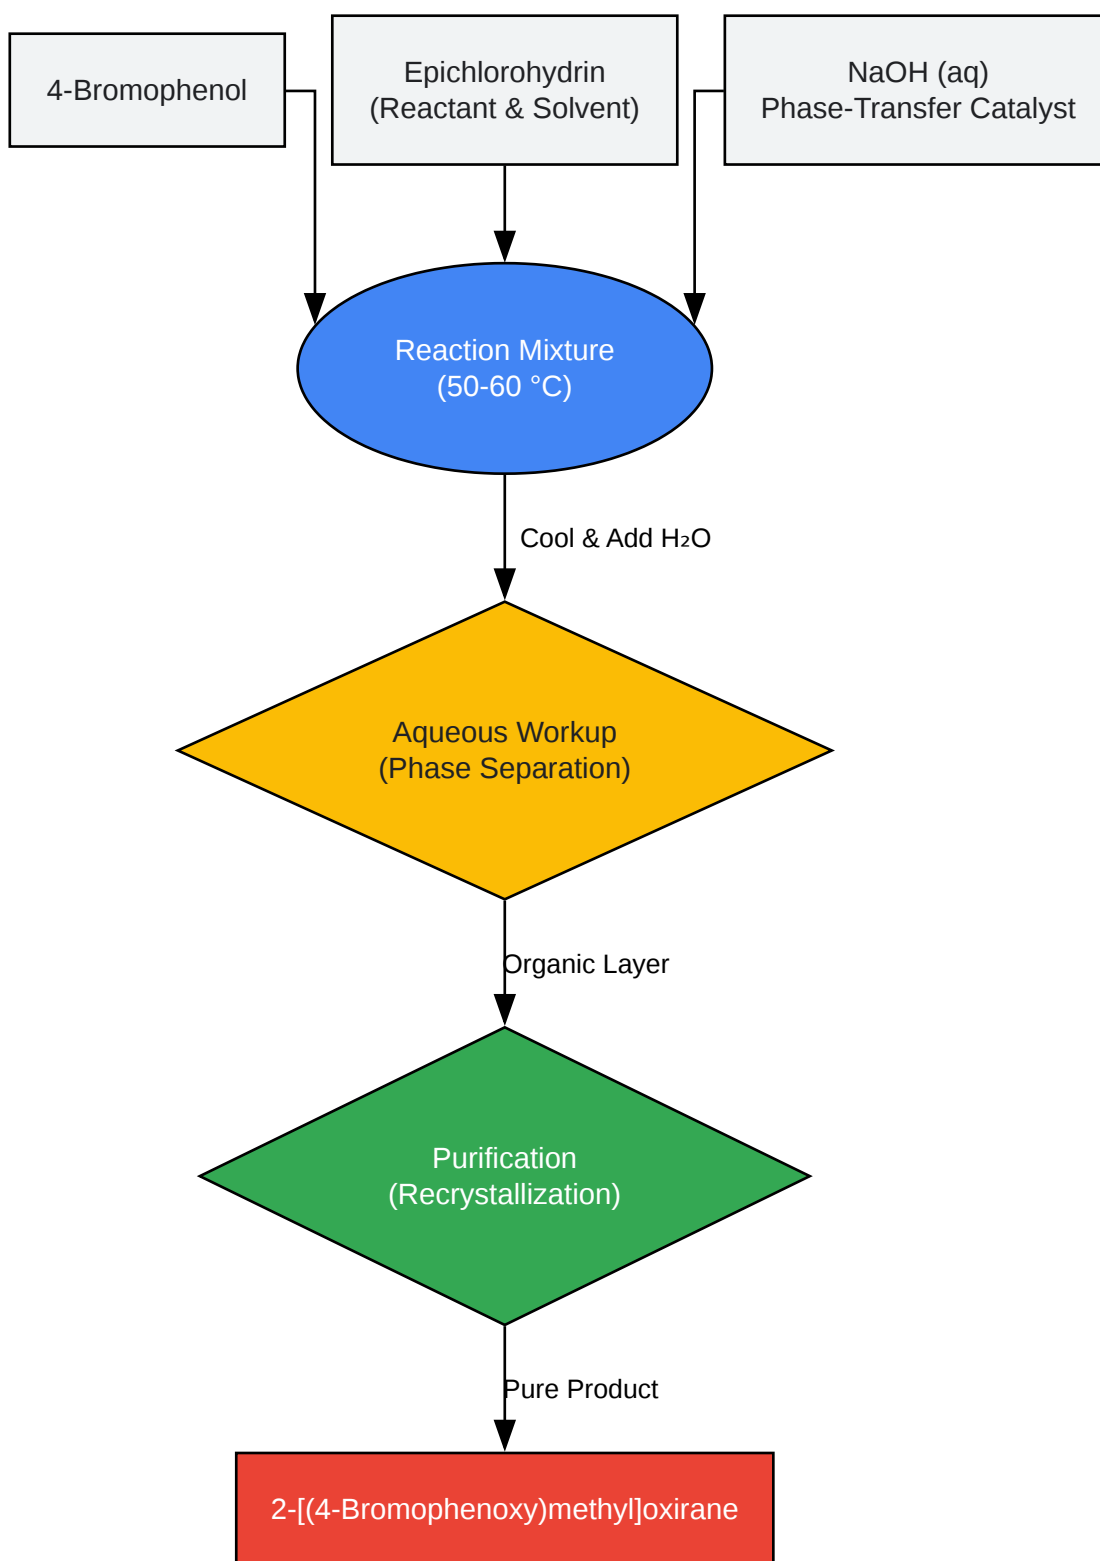 4-Bromophenol
Epichlorohydrin
(Reactant & Solvent)
NaOH (aq)
Phase-Transfer Catalyst
Reaction Mixture
(50-60 °C)
Cool & Add H₂O
Aqueous Workup
(Phase Separation)
Organic Layer
Purification
(Recrystallization)
Pure Product
2-[(4-Bromophenoxy)methyl]oxirane